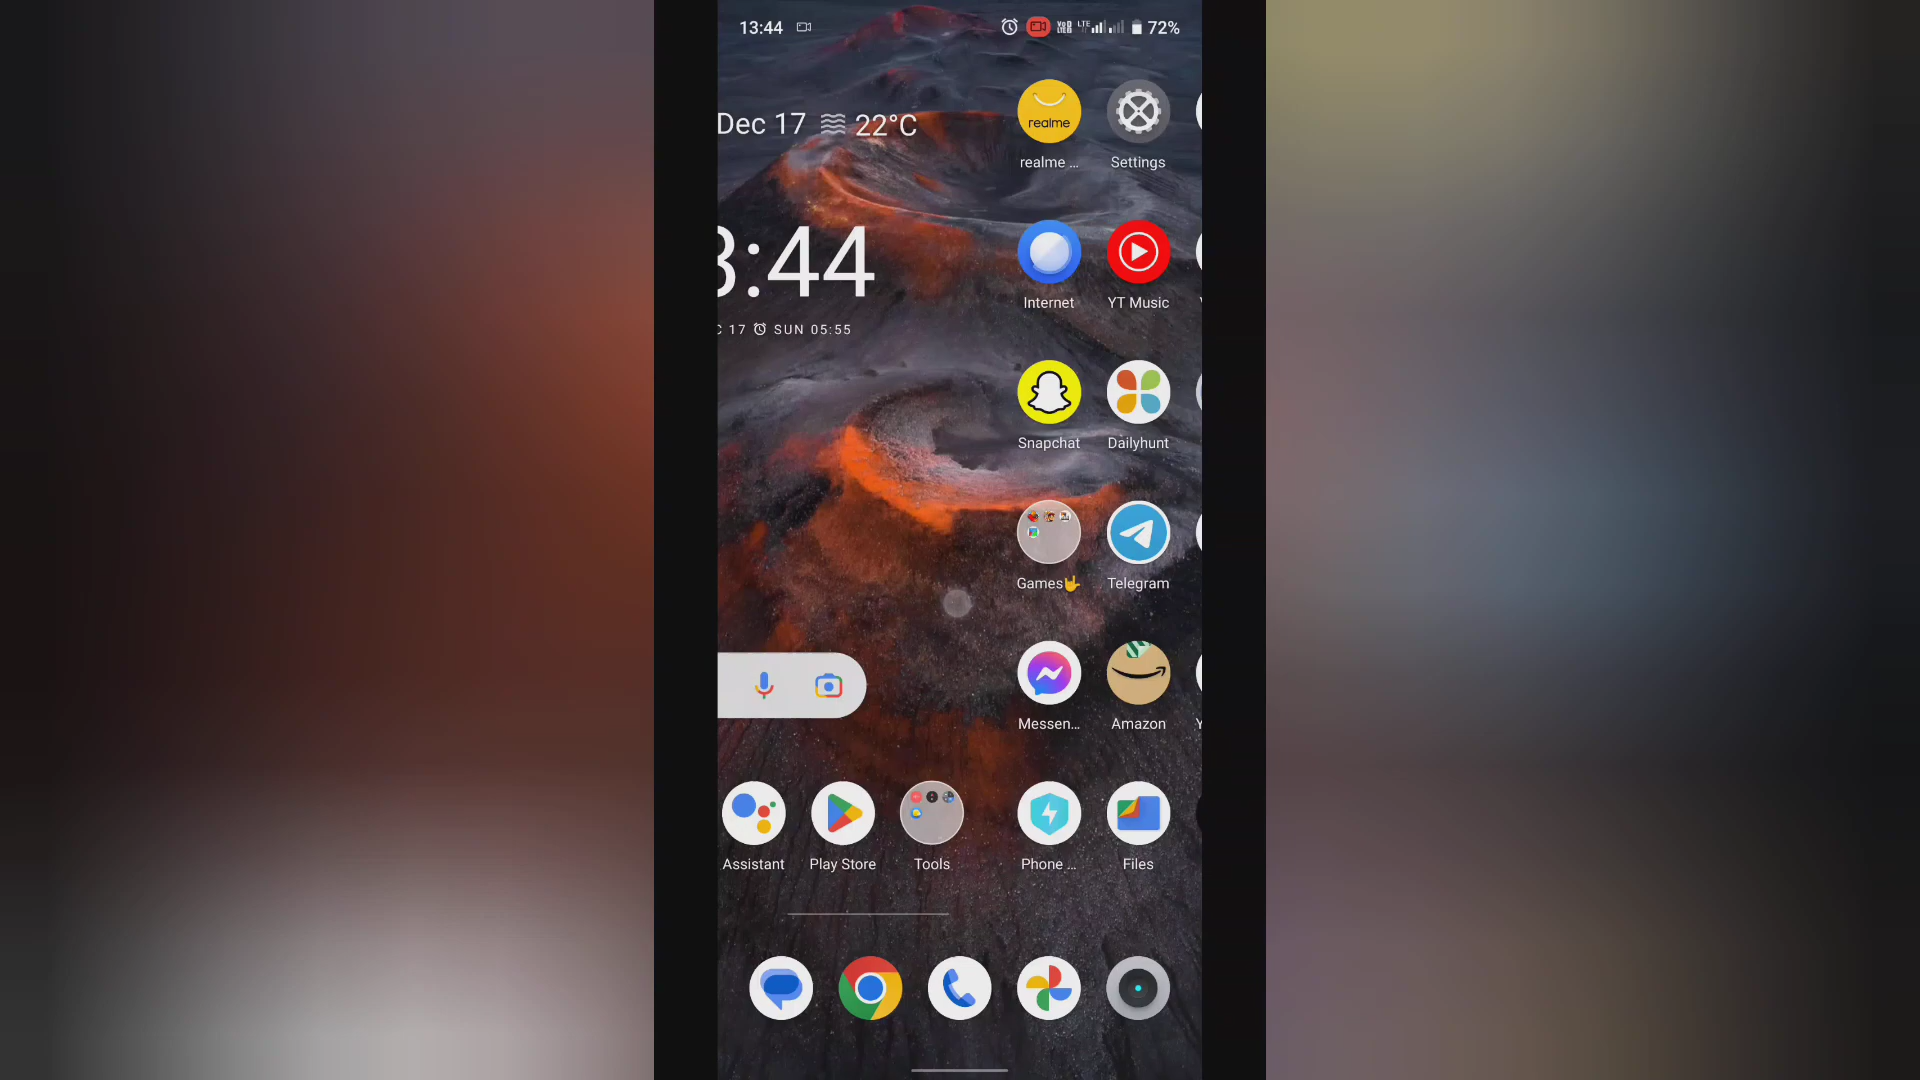 13:44
LTE
72%
Dec 17 22°C
realme
realme ...
Settings
3:44
17 SUN 05:55
Internet
YT Music
Snapchat
Dailyhunt
Games🤟
Telegram
Messen...
Amazon
Assistant
Play Store
Tools
Phone ...
Files